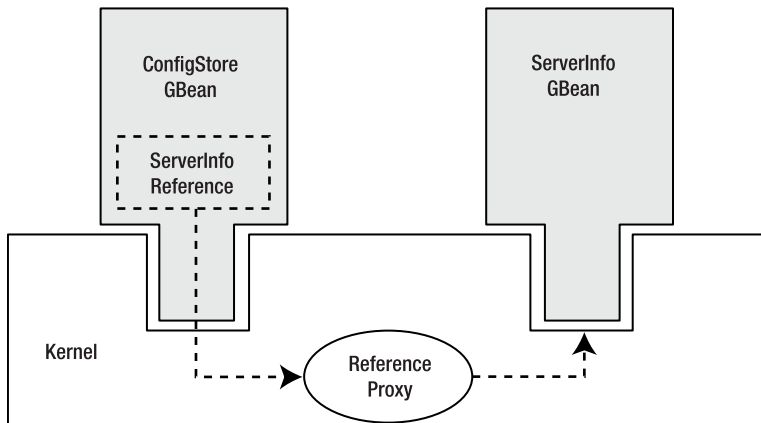 ConfigStore
GBean
ServerInfo
Reference
ServerInfo
GBean
Kernel
Reference
Proxy